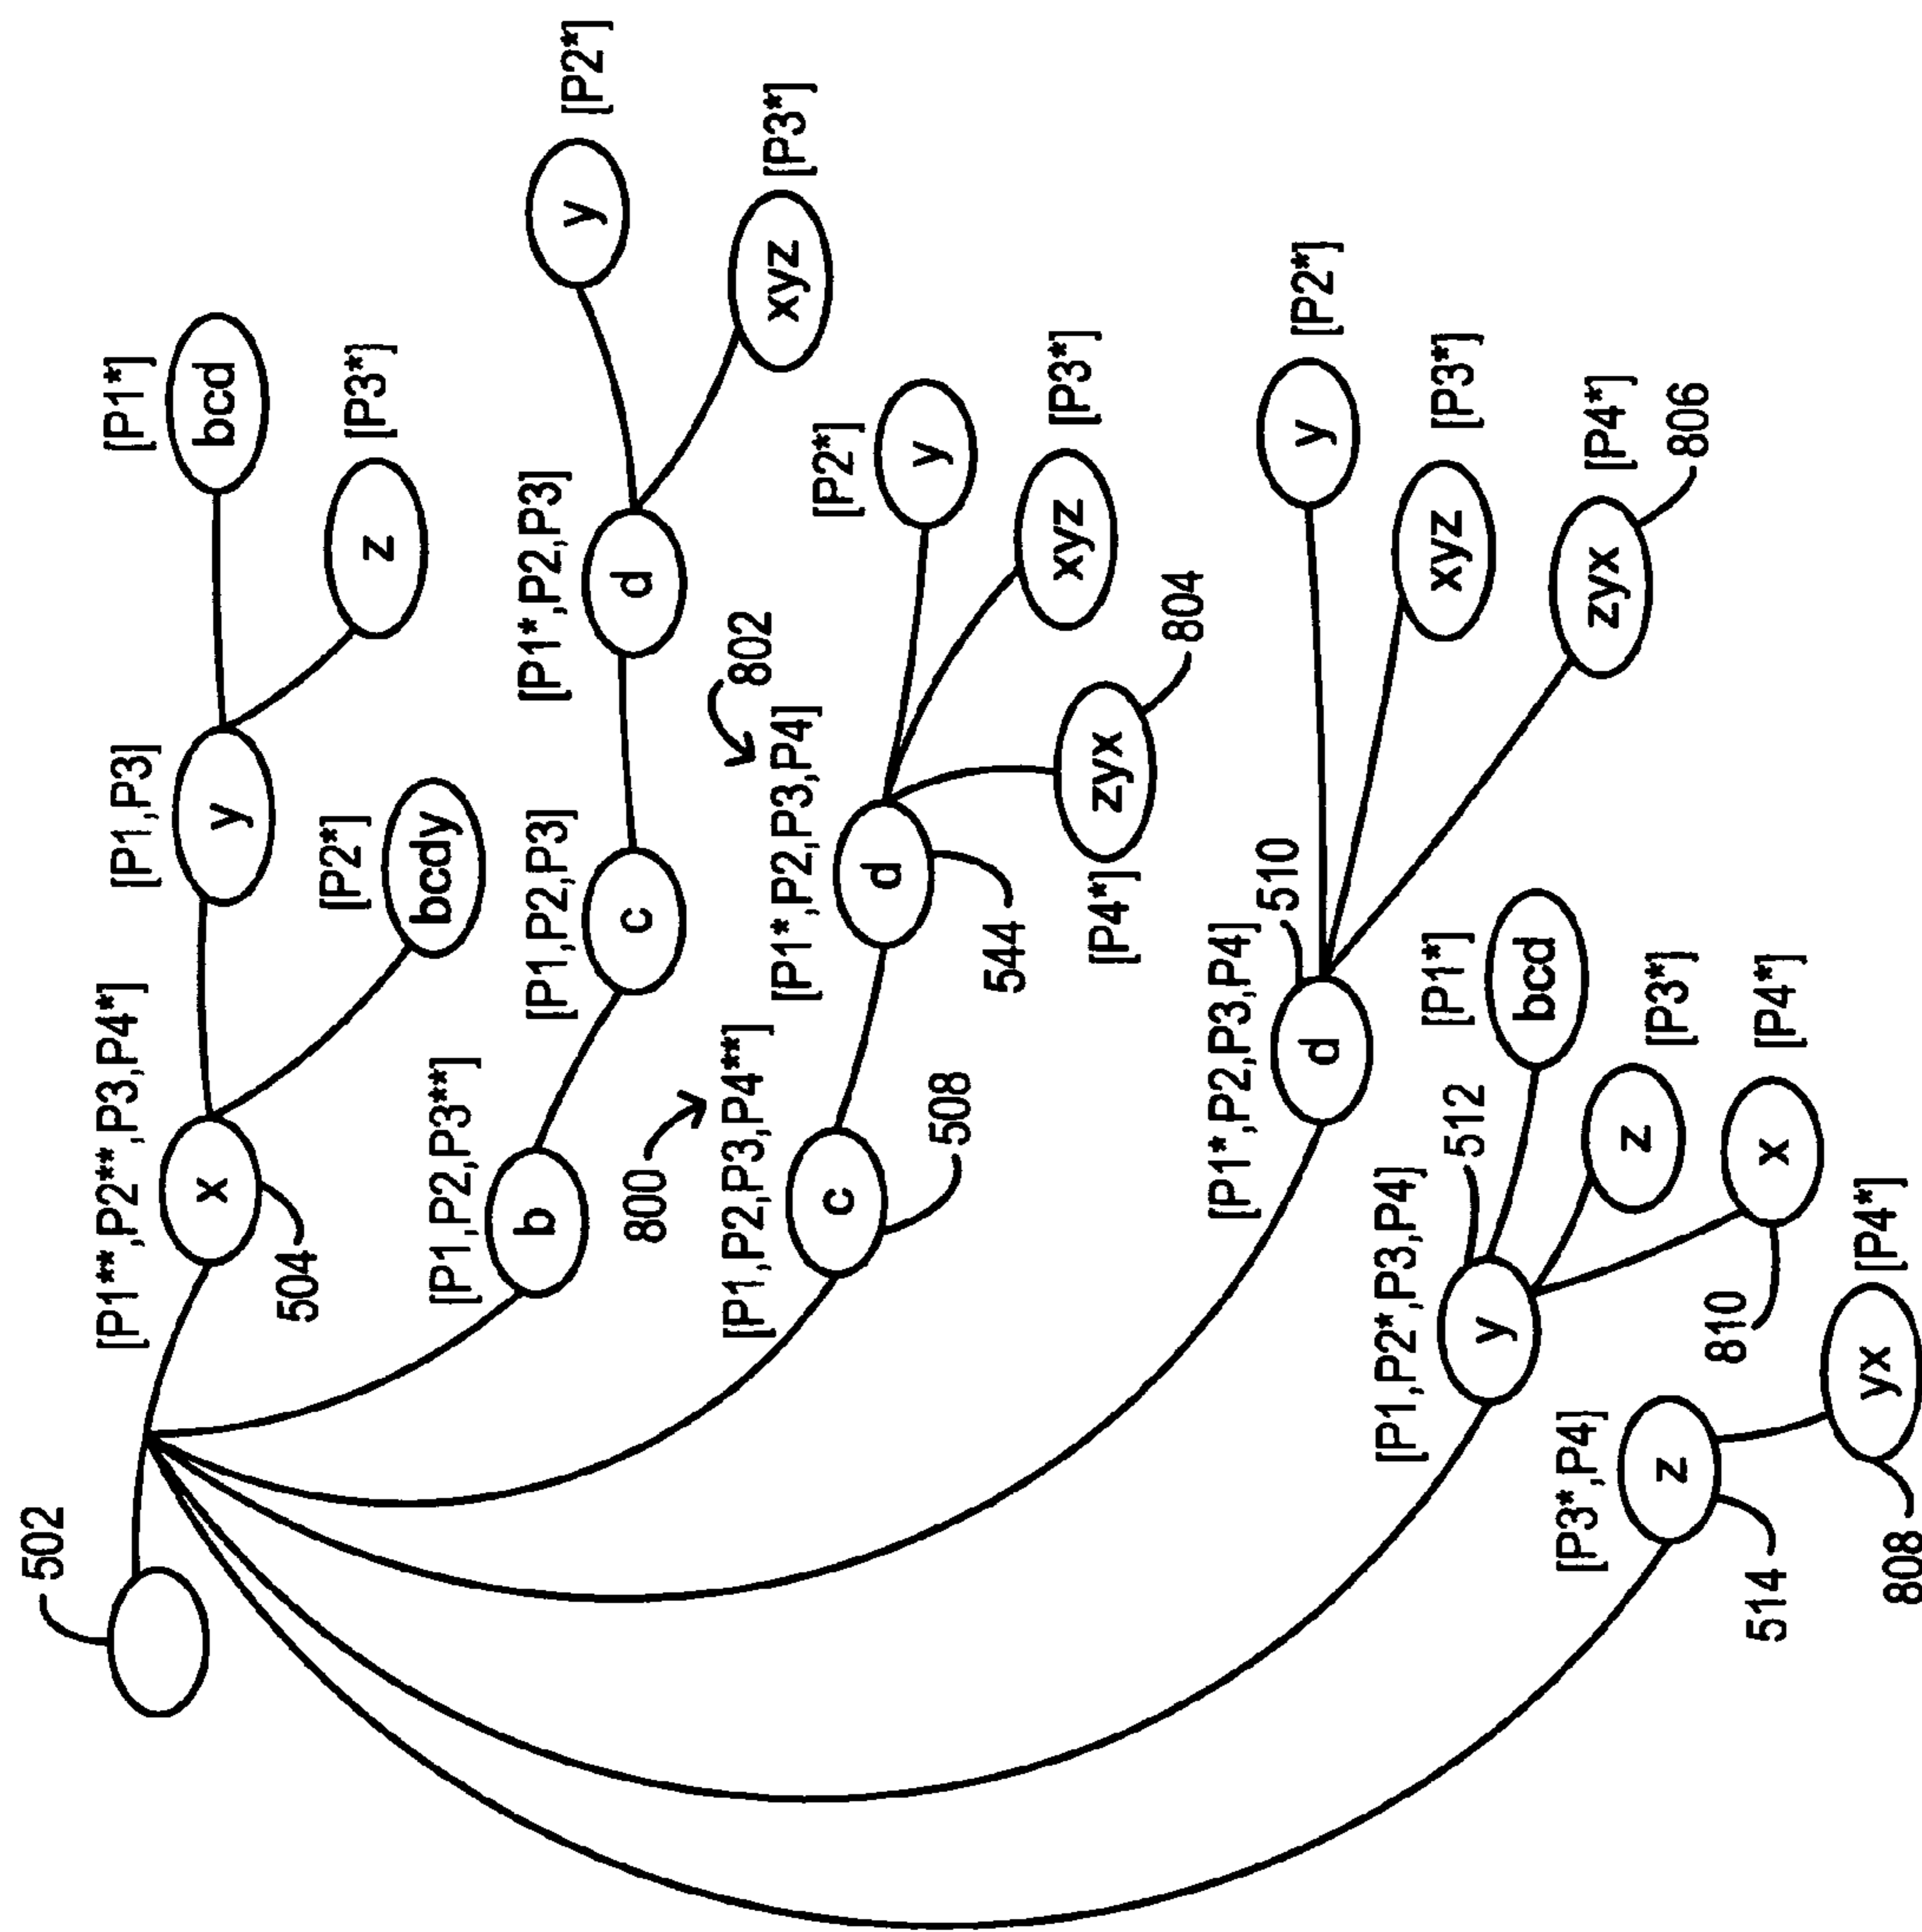 502
[P1**,P2**,P3,P4*]
x
504
[P1,P3]
y
[P1*]
bcd
[P3*]
z
[P2*]
bcdy
[P1,P2,P3**]
b
[P1,P2,P3]
c
[P1*,P2,P3]
d
[P2*]
y
[P3*]
xyz
800
[P1,P2,P3,P4**]
c
508
802
[P1*,P2,P3,P4]
d
544
[P2*]
y
[P3*]
xyz
[P4*]
zyx
804
[P1*,P2,P3,P4]
510
d
[P2*]
y
[P3*]
xyz
[P4*]
zyx
806
[P1,P2*,P3,P4]
512
y
[P1*]
bcd
[P3*]
z
[P4*]
x
810
[P3*,P4]
z
514
[P4*]
yx
808